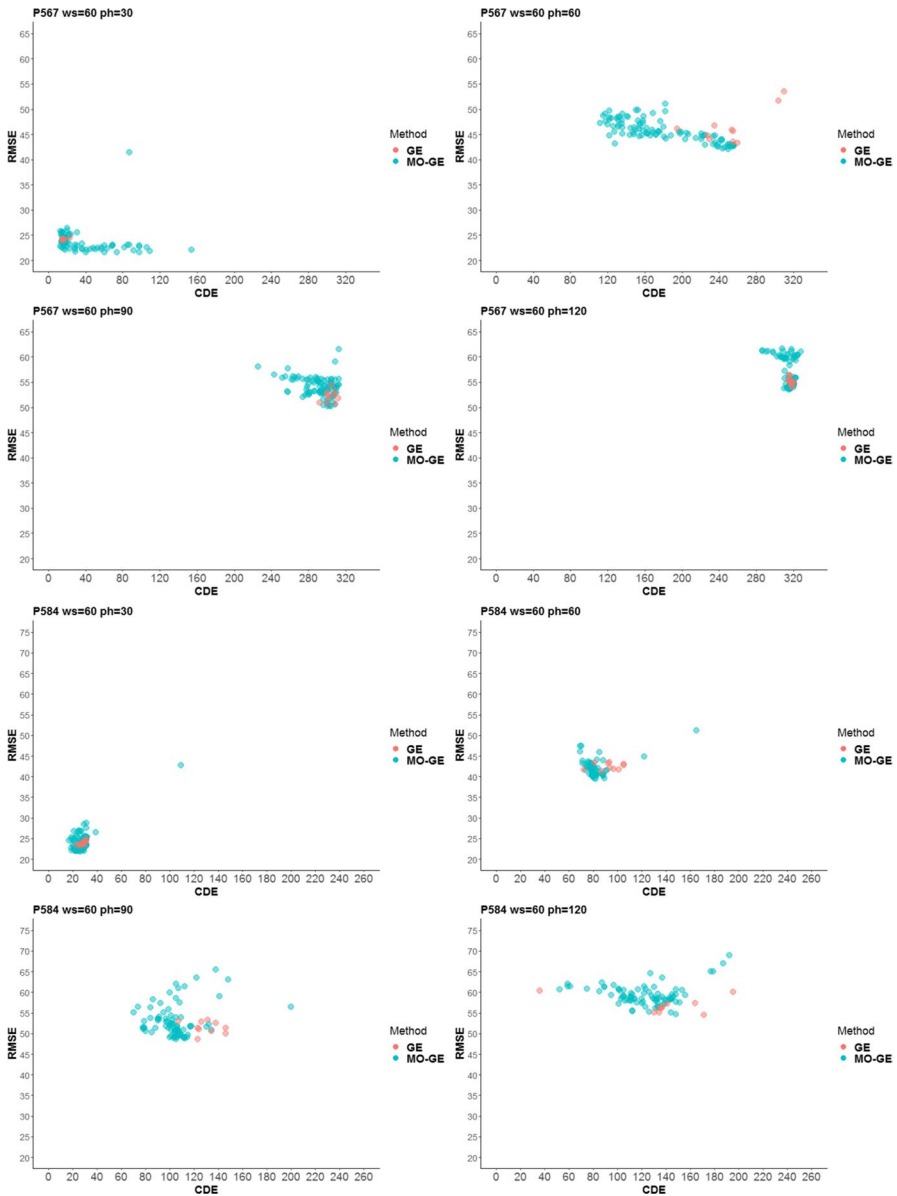 P567 ws=60 ph=30
65
60
55
50
45
40
35
30
25
20
RMSE
0 40 80 120 160 200 240 280 320
CDE
Method
GE
MO-GE
P567 ws=60 ph=60
65
60
55
50
45
40
35
30
25
20
RMSE
0 40 80 120 160 200 240 280 320
CDE
Method
GE
MO-GE
P567 ws=60 ph=90
65
60
55
50
45
40
35
30
25
20
RMSE
0 40 80 120 160 200 240 280 320
CDE
Method
GE
MO-GE
P567 ws=60 ph=120
65
60
55
50
45
40
35
30
25
20
RMSE
0 40 80 120 160 200 240 280 320
CDE
Method
GE
MO-GE
P584 ws=60 ph=30
75
70
65
60
55
50
45
40
35
30
25
20
RMSE
0 20 40 60 80 100 120 140 160 180 200 220 240 260
CDE
Method
GE
MO-GE
P584 ws=60 ph=60
75
70
65
60
55
50
45
40
35
30
25
20
RMSE
0 20 40 60 80 100 120 140 160 180 200 220 240 260
CDE
Method
GE
MO-GE
P584 ws=60 ph=90
75
70
65
60
55
50
45
40
35
30
25
20
RMSE
0 20 40 60 80 100 120 140 160 180 200 220 240 260
CDE
Method
GE
MO-GE
P584 ws=60 ph=120
75
70
65
60
55
50
45
40
35
30
25
20
RMSE
0 20 40 60 80 100 120 140 160 180 200 220 240 260
CDE
Method
GE
MO-GE